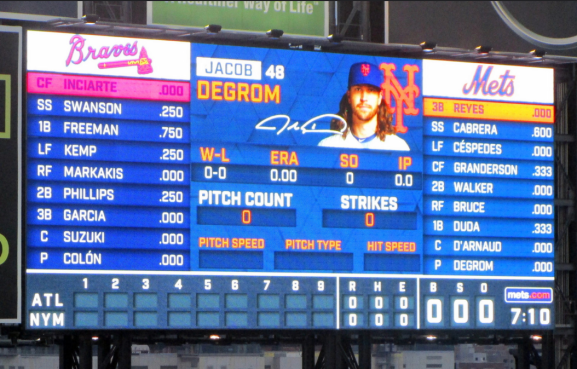 althier Way of Life"
Braves
CF INCIARTE .000
SS SWANSON .250
1B FREEMAN .750
LF KEMP .250
RF MARKAKIS .000
2B PHILLIPS .250
3B GARCIA .000
C SUZUKI .000
P COLÓN .000
JACOB 48
DEGROM
NY
W-L ERA SO IP
0-0 0.00 0 0.0
PITCH COUNT STRIKES
0 0
PITCH SPEED PITCH TYPE HIT SPEED
Mets
3B REYES .000
SS CABRERA .600
LF CÉSPEDES .000
CF GRANDERSON .333
2B WALKER .000
RF BRUCE .000
1B DUDA .333
C D'ARNAUD .000
P DEGROM .000
1 2 3 4 5 6 7 8 9 R H E B S O
ATL 0 0 0
NYM 0 0 0
0 0 0
mets.com
7:10